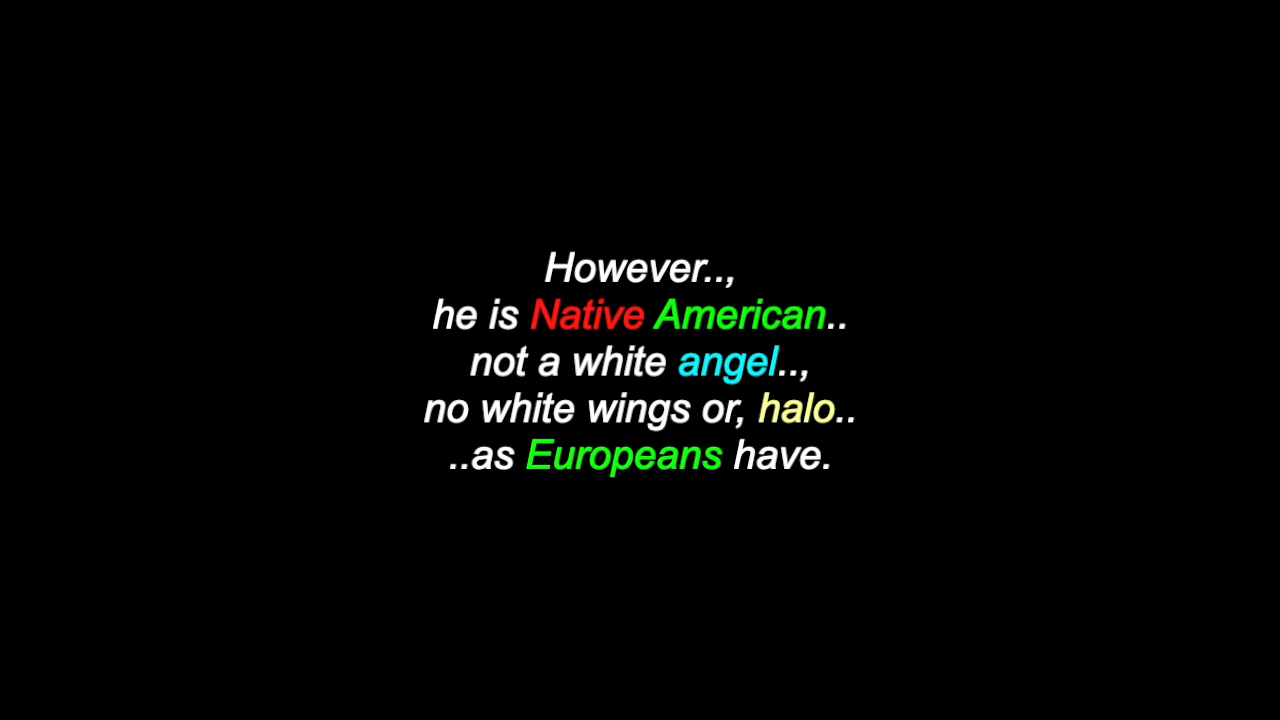 However..,
he is Native American..
not a white angel..,
no white wings or, halo..
..as Europeans have.